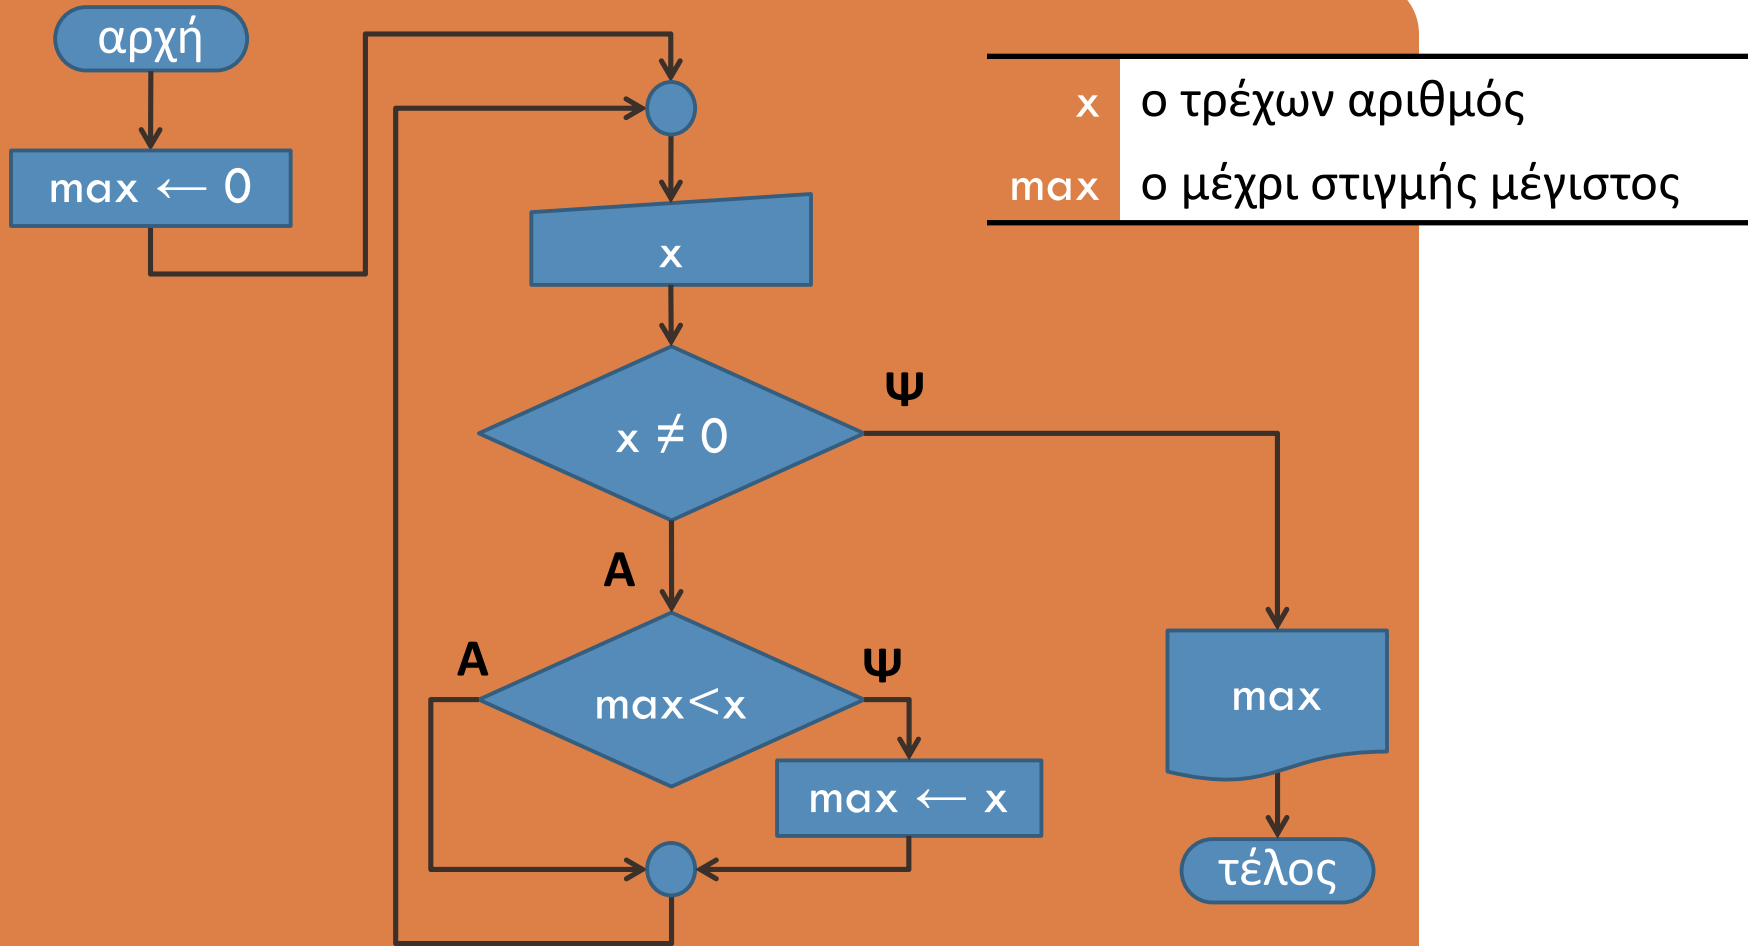 αρχή
max ← 0
x ο τρέχων αριθμός
max ο μέχρι στιγμής μέγιστος
x
x ≠ 0
Ψ
Α
Α
max<x
Ψ
max ← x
max
τέλος